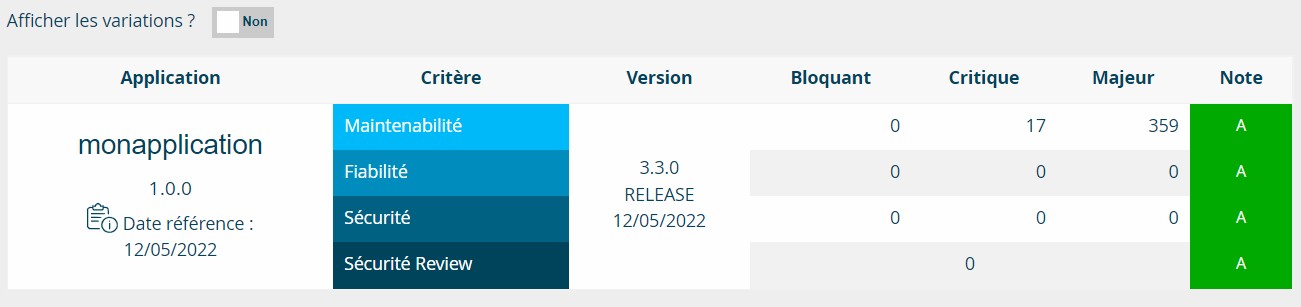 Afficher les variations ? Non
Application Critère Version Bloquant Critique Majeur Note
monapplication
1.0.0
Date référence :
12/05/2022
Maintenabilité
Fiabilité
Sécurité
Sécurité Review
3.3.0
RELEASE
12/05/2022
0 17 359 A
0 0 0 A
0 0 0 A
0 A